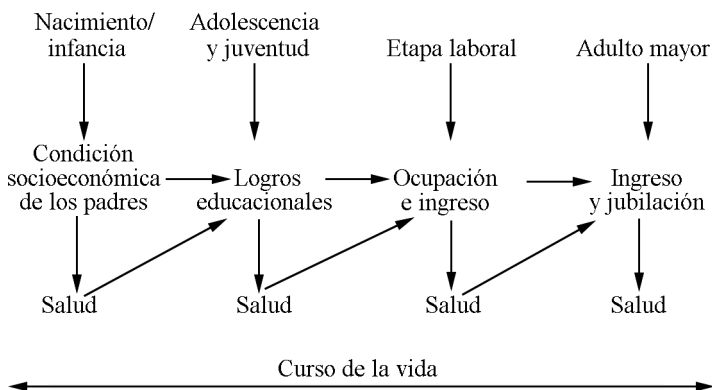 Nacimiento/
infancia
Adolescencia
y juventud
Etapa laboral
Adulto mayor
Condición
socioeconómica
de los padres
Logros
educacionales
Ocupación
e ingreso
Ingreso
y jubilación
Salud
Salud
Salud
Salud
Curso de la vida